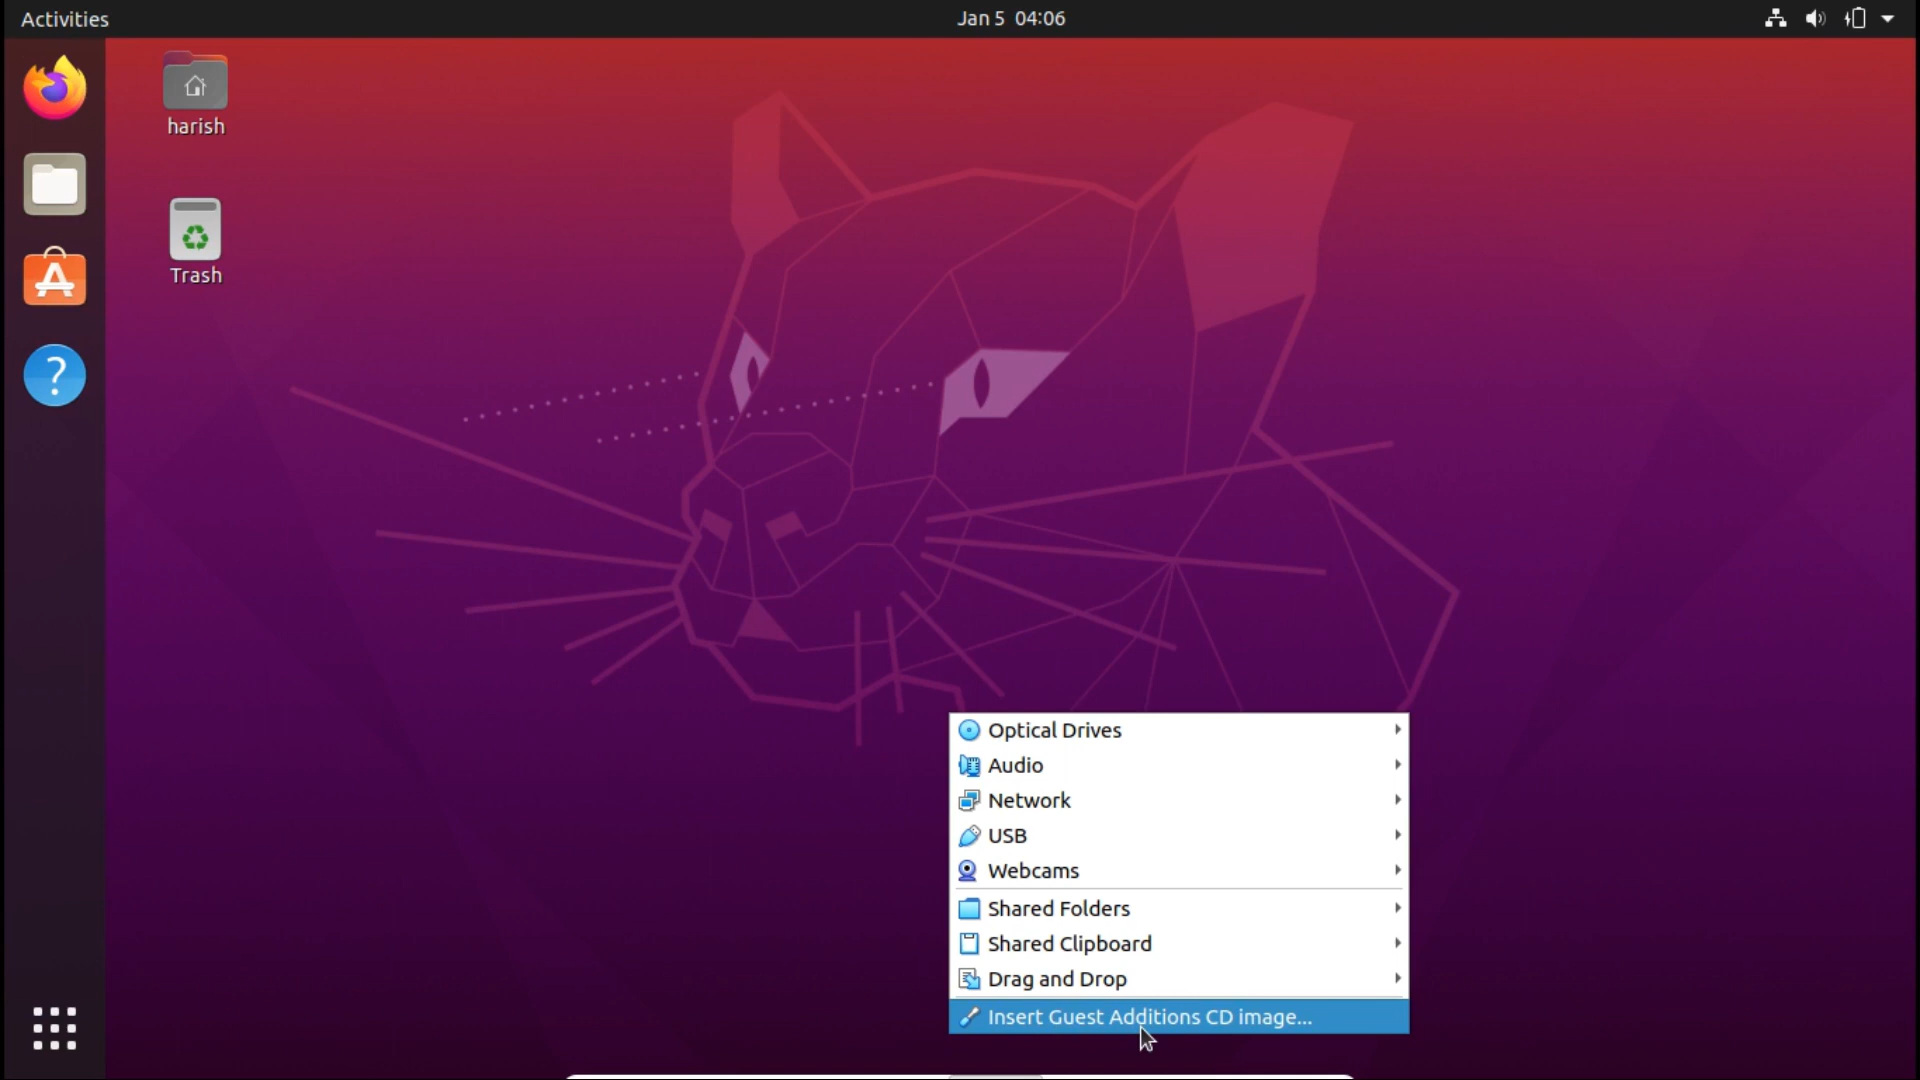 Activities
Jan 5 04:06
harish
Trash
?
Optical Drives
Audio
Network
USB
Webcams
Shared Folders
Shared Clipboard
Drag and Drop
Insert Guest Additions CD image...